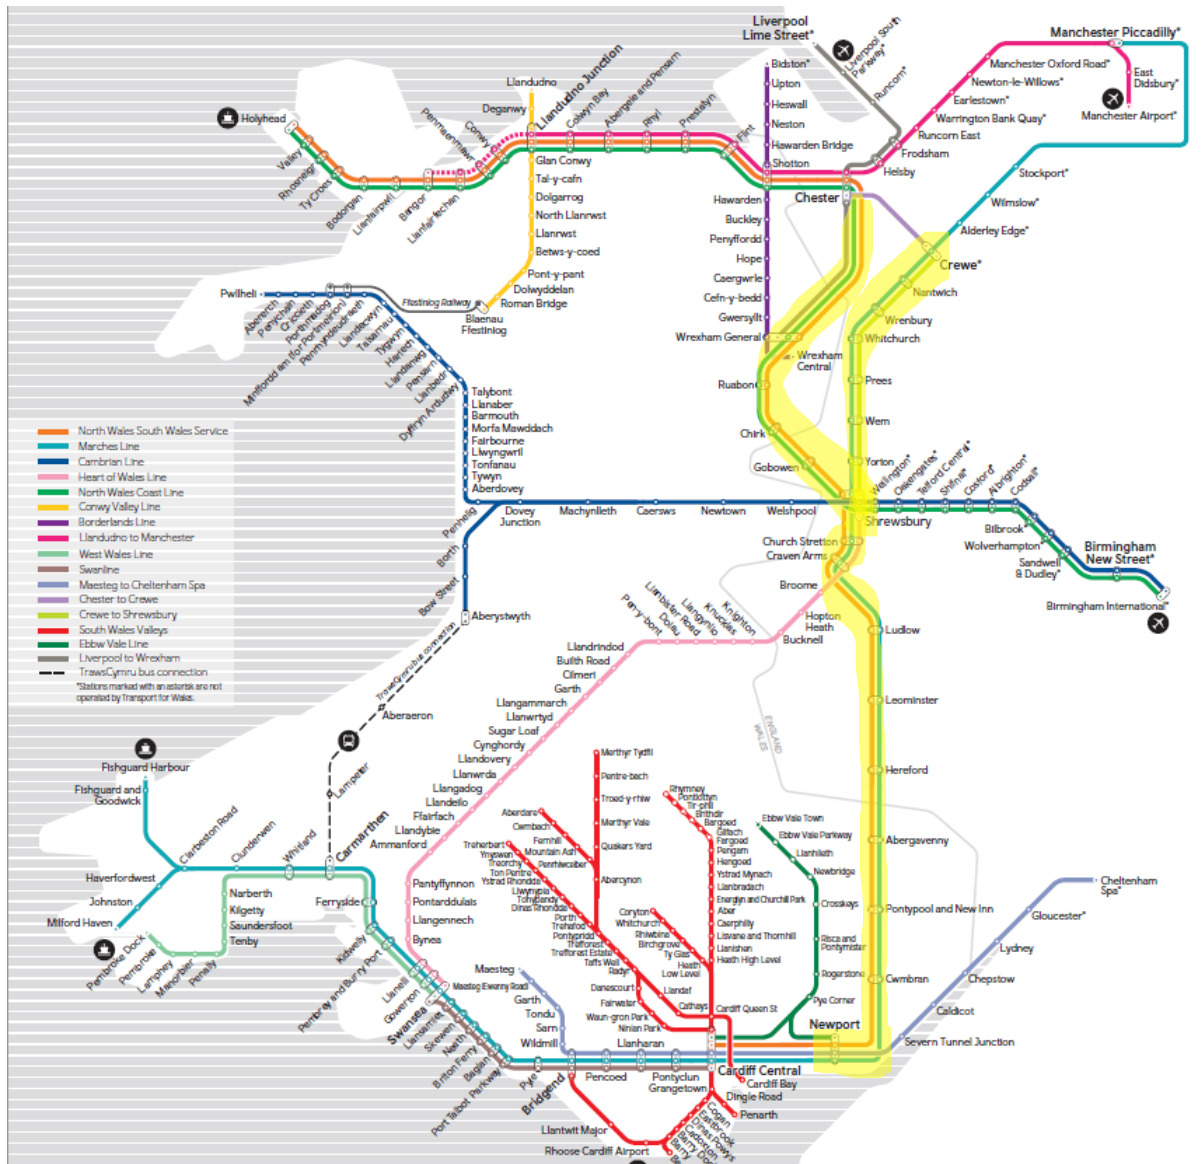 Liverpool
Lime Street*
Liverpool South
Parkway*
Runcorn*
Manchester Piccadilly*
Manchester Oxford Road*
Newton-le-Willows*
Earlestown*
Warrington Bank Quay*
Runcorn East
Frodsham
Helsby
East
Didsbury*
Manchester Airport*
Stockport*
Wilmslow*
Alderley Edge*
Crewe*
Nantwich
Wrenbury
Whitchurch
Prees
Wem
Yorton
Bidston*
Upton
Heswall
Neston
Hawarden Bridge
Shotton
Chester
Hawarden
Buckley
Penyffordd
Hope
Caergwrle
Cefn-y-bedd
Gwersyllt
Wrexham General
Wrexham
Central
Ruabon
Chirk
Gobowen
Holyhead
Valley
Rhosneigr
Ty Croes
Bodorgan
Llanfairpwll
Bangor
Llanfairfechan
Penmaenmawr
Conwy
Llandudno
Deganwy
Llandudno Junction
Colwyn Bay
Abergele and Pensarn
Rhyl
Prestatyn
Flint
Glan Conwy
Tal-y-cafn
Dolgarrog
North Llanrwst
Llanrwst
Betws-y-coed
Pont-y-pant
Dolwyddelan
Roman Bridge
Blaenau
Ffestiniog
Ffestiniog Railway
Pwllheli
Abererch
Penychain
Criccieth
Porthmadog
Minffordd am (for Portmeirion)
Penrhyndeudraeth
Llandecwyn
Talsarnau
Tygwyn
Harlech
Llandanwg
Pensarn
Llanbedr
Dyffryn Ardudwy
Talybont
Llanaber
Barmouth
Morfa Mawddach
Fairbourne
Llwyngwril
Tonfanau
Tywyn
Aberdovey
Penhelig
Dovey
Junction
Machynlleth
Caersws
Newtown
Welshpool
Shrewsbury
Wellington*
Oakengates*
Telford Central*
Shifnal*
Cosford*
Albrighton*
Codsall*
Bilbrook*
Wolverhampton*
Sandwell
& Dudley*
Birmingham
New Street*
Birmingham International*
Borth
Bow Street
Aberystwyth
TrawsCymru bus connection
Aberaeron
Lampeter
North Wales South Wales Service
Marches Line
Cambrian Line
Heart of Wales Line
North Wales Coast Line
Conwy Valley Line
Borderlands Line
Llandudno to Manchester
West Wales Line
Swanline
Maesteg to Cheltenham Spa
Chester to Crewe
Crewe to Shrewsbury
South Wales Valleys
Ebbw Vale Line
Liverpool to Wrexham
TrawsCymru bus connection
*Stations marked with an asterisk are not
operated by Transport for Wales.
Church Stretton
Craven Arms
Broome
Hopton
Heath
Bucknell
Knighton
Knucklas
Llangynllo
Llanbister Road
Dolau
Pen-y-bont
Llandrindod
Builth Road
Cilmeri
Garth
Llangammarch
Llanwrtyd
Sugar Loaf
Cynghordy
Llandovery
Llanwrda
Llangadog
Llandeilo
Ffairfach
Llandybie
Ammanford
Pantyffynnon
Pontarddulais
Llangennech
Bynea
Ludlow
Leominster
ENGLAND
WALES
Hereford
Abergavenny
Pontypool and New Inn
Cwmbran
Newport
Cheltenham
Spa*
Gloucester*
Lydney
Chepstow
Caldicot
Severn Tunnel Junction
Fishguard Harbour
Fishguard and
Goodwick
Clarbeston Road
Clunderwen
Whitland
Carmarthen
Haverfordwest
Johnston
Milford Haven
Pembroke Dock
Pembroke
Lamphey
Manorbier
Penally
Narberth
Kilgetty
Saundersfoot
Tenby
Ferryside
Kidwelly
Pembrey and Burry Port
Llanelli
Gowerton
Swansea
Llansamlet
Skewen
Neath
Briton Ferry
Baglan
Port Talbot Parkway
Pyle
Bridgend
Maesteg
Maesteg (Ewenny Road)
Garth
Tondu
Sarn
Wildmill
Pencoed
Llanharan
Pontyclun
Cardiff Central
Merthyr Tydfil
Pentre-bach
Troed-y-rhiw
Merthyr Vale
Quakers Yard
Abercynon
Aberdare
Cwmbach
Fernhill
Mountain Ash
Penrhiwceiber
Treherbert
Ynyswen
Treorchy
Ton Pentre
Ystrad Rhondda
Llwynypia
Tonypandy
Dinas Rhondda
Porth
Trehafod
Pontypridd
Trefforest
Trefforest Estate
Taffs Well
Radyr
Danescourt
Fairwater
Waun-gron Park
Ninian Park
Llandaf
Cathays
Coryton
Whitchurch
Rhiwbina
Birchgrove
Ty Glas
Heath
Low Level
Rhymney
Pontlottyn
Tir-phil
Brithdir
Bargoed
Gilfach
Fargoed
Pengam
Hengoed
Ystrad Mynach
Llanbradach
Energlyn and Churchill Park
Aber
Caerphilly
Lisvane and Thornhill
Llanishen
Heath High Level
Cardiff Queen St
Ebbw Vale Town
Ebbw Vale Parkway
Llanhilleth
Newbridge
Crosskeys
Risca and
Pontymister
Rogerstone
Pye Corner
Cardiff Bay
Grangetown
Dingle Road
Penarth
Cogan
Eastbrook
Dinas Powys
Cadoxton
Barry Docks
Barry
Llantwit Major
Rhoose Cardiff Airport